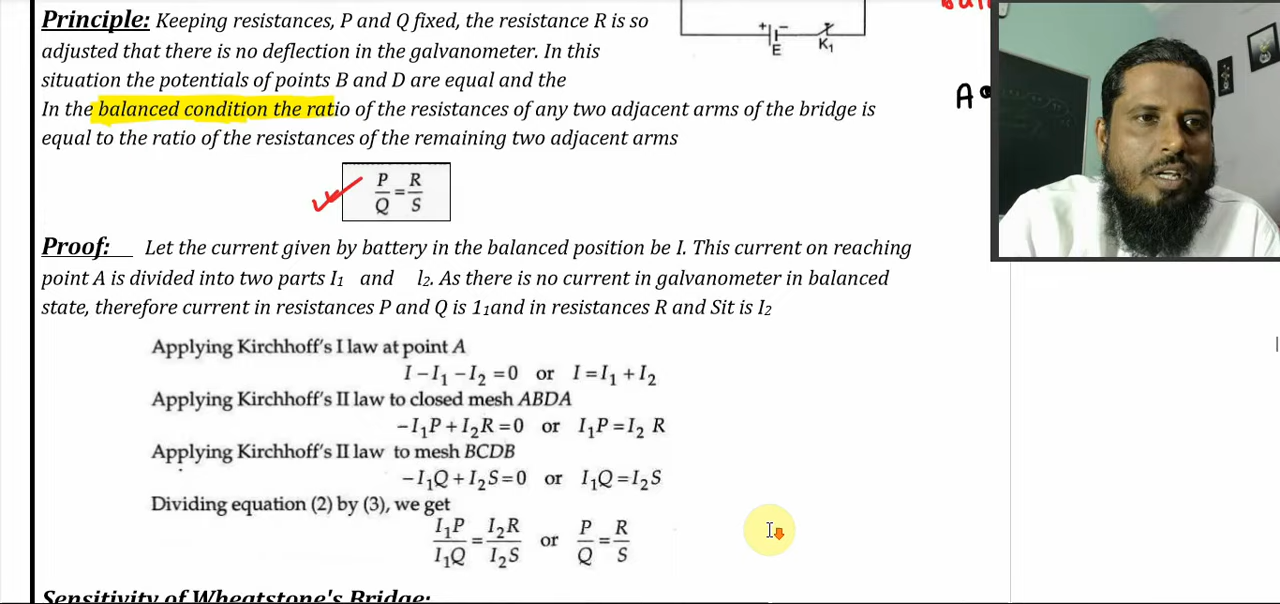 Principle: Keeping resistances, P and Q fixed, the resistance R is so
adjusted that there is no deflection in the galvanometer. In this
situation the potentials of points B and D are equal and the
In the balanced condition the ratio of the resistances of any two adjacent arms of the bridge is
equal to the ratio of the resistances of the remaining two adjacent arms
P/Q = R/S
Proof: Let the current given by battery in the balanced position be I. This current on reaching
point A is divided into two parts I₁ and l₂. As there is no current in galvanometer in balanced
state, therefore current in resistances P and Q is 1₁and in resistances R and Sit is I₂
Applying Kirchhoff's I law at point A
I – I₁ – I₂ = 0 or I = I₁ + I₂
Applying Kirchhoff's II law to closed mesh ABDA
– I₁P + I₂R = 0 or I₁P = I₂ R
Applying Kirchhoff's II law to mesh BCDB
– I₁Q + I₂S = 0 or I₁Q = I₂S
Dividing equation (2) by (3), we get
I₁P/I₁Q = I₂R/I₂S or P/Q = R/S
Sensitivity of Wheatstone's Bridge:
+ –
E
K₁
A